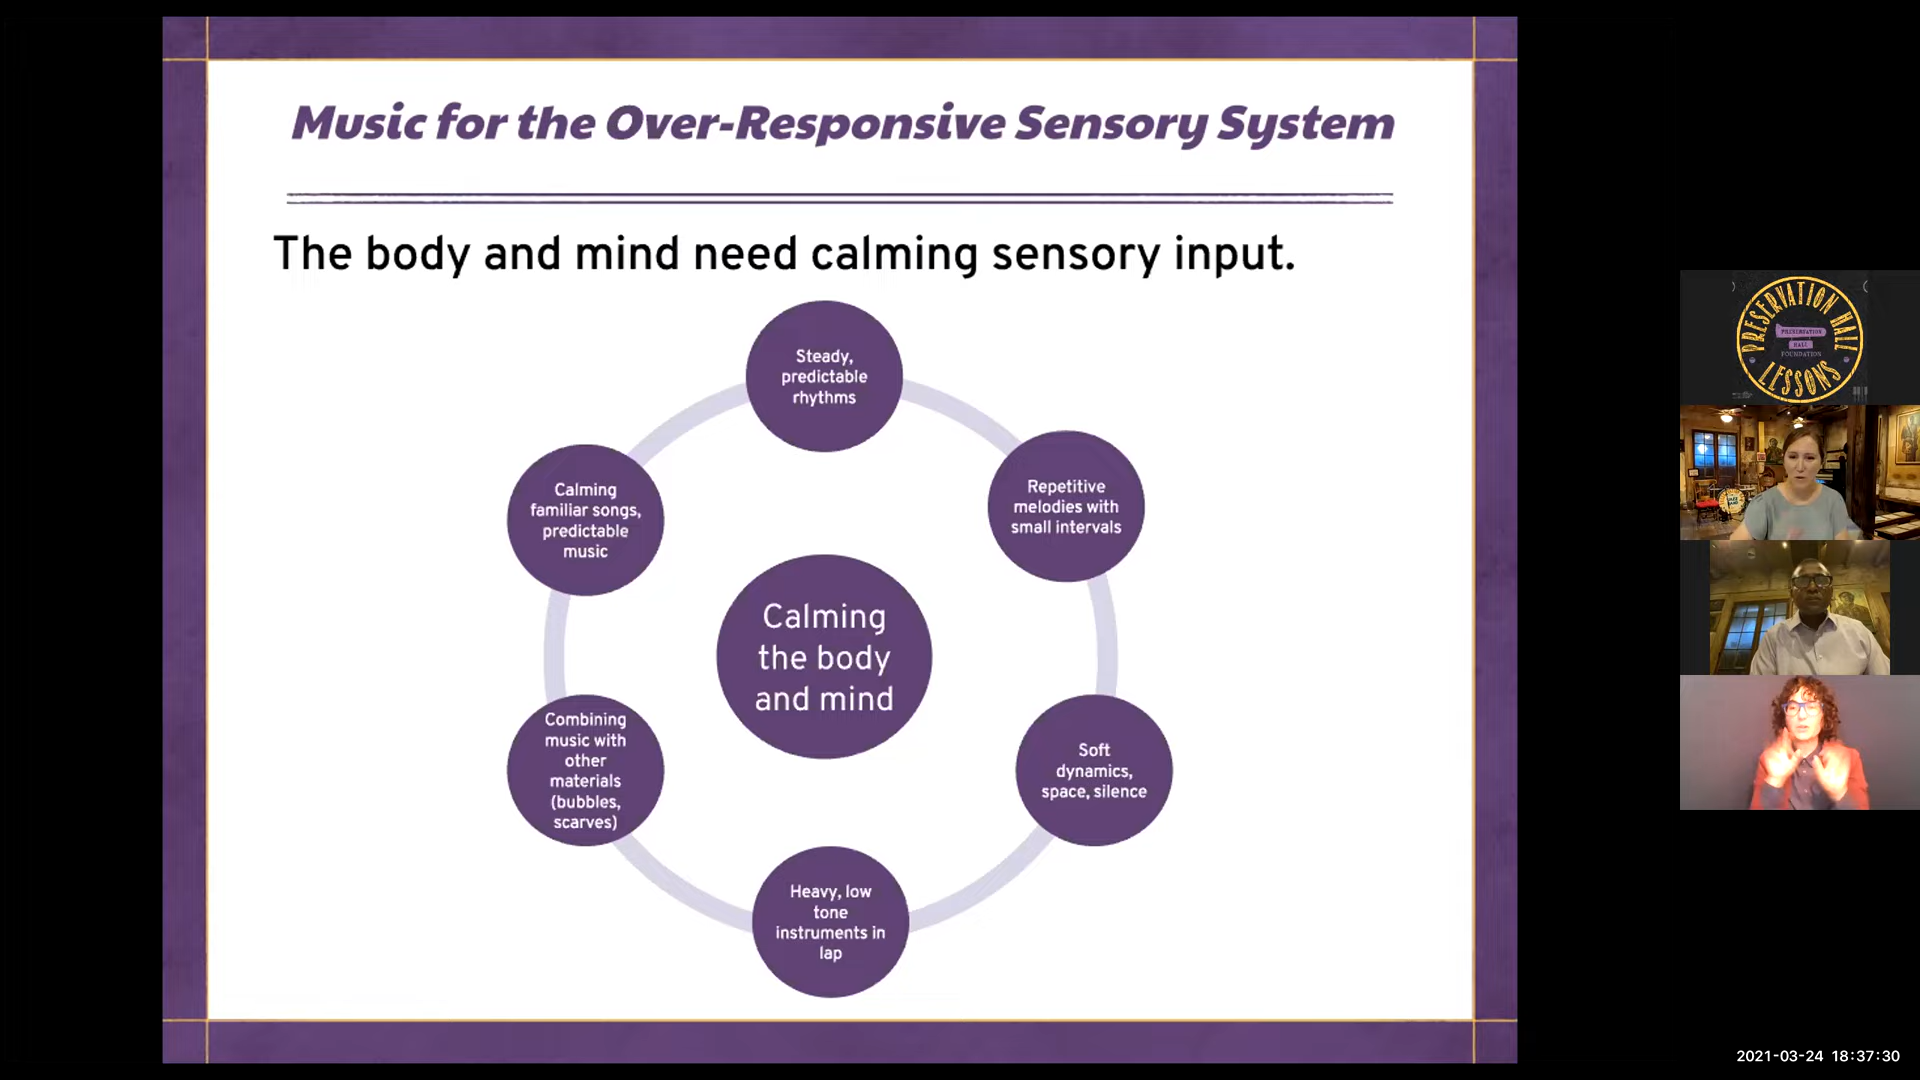 Music for the Over-Responsive Sensory System
The body and mind need calming sensory input.
Steady,
predictable
rhythms
Repetitive
melodies with
small intervals
Soft
dynamics,
space, silence
Heavy, low
tone
instruments in
lap
Combining
music with
other
materials
(bubbles,
scarves)
Calming
familiar songs,
predictable
music
Calming
the body
and mind
PRESERVATION HALL
PRESERVATION
HALL
FOUNDATION
LESSONS
2021-03-24 18:37:30